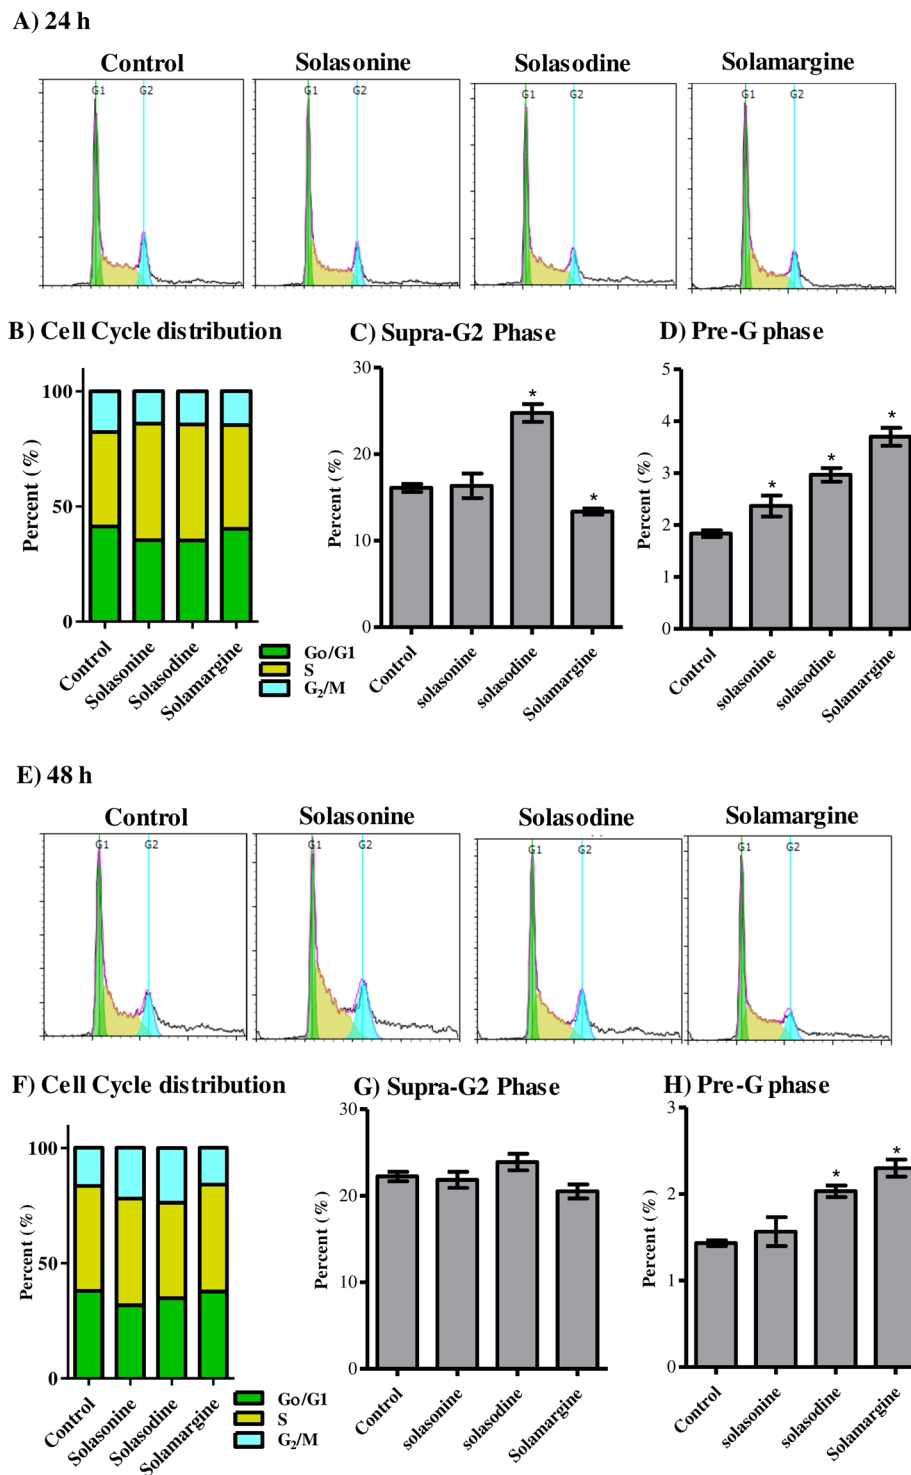 A) 24 h
Control
Solasonine
Solasodine
Solamargine
G1 G2
G1 G2
G1 G2
G1 G2
B) Cell Cycle distribution
Percent (%)
100
50
0
Control
Solasonine
Solasodine
Solamargine
Go/G1
S
G₂/M
C) Supra-G2 Phase
Percent (%)
30
20
10
0
*
*
Control
solasonine
solasodine
Solamargine
D) Pre-G phase
Percent (%)
5
4
3
2
1
0
*
*
*
Control
solasonine
solasodine
Solamargine
E) 48 h
Control
Solasonine
Solasodine
Solamargine
G1 G2
G1 G2
G1 G2
G1 G2
F) Cell Cycle distribution
Percent (%)
100
50
0
Control
Solasonine
Solasodine
Solamargine
Go/G1
S
G₂/M
G) Supra-G2 Phase
Percent (%)
30
20
10
0
Control
solasonine
solasodine
Solamargine
H) Pre-G phase
Percent (%)
3
2
1
0
*
*
Control
solasonine
solasodine
Solamargine